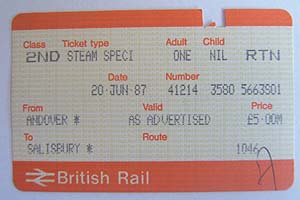 Class Ticket type Adult Child
2ND STEAM SPECI ONE NIL RTN
Date Number
20·JUN·87 41214 3580 5663S01
From Valid Price
ANDOVER * AS ADVERTISED £5·00M
To Route
SALISBURY * 1046
British Rail